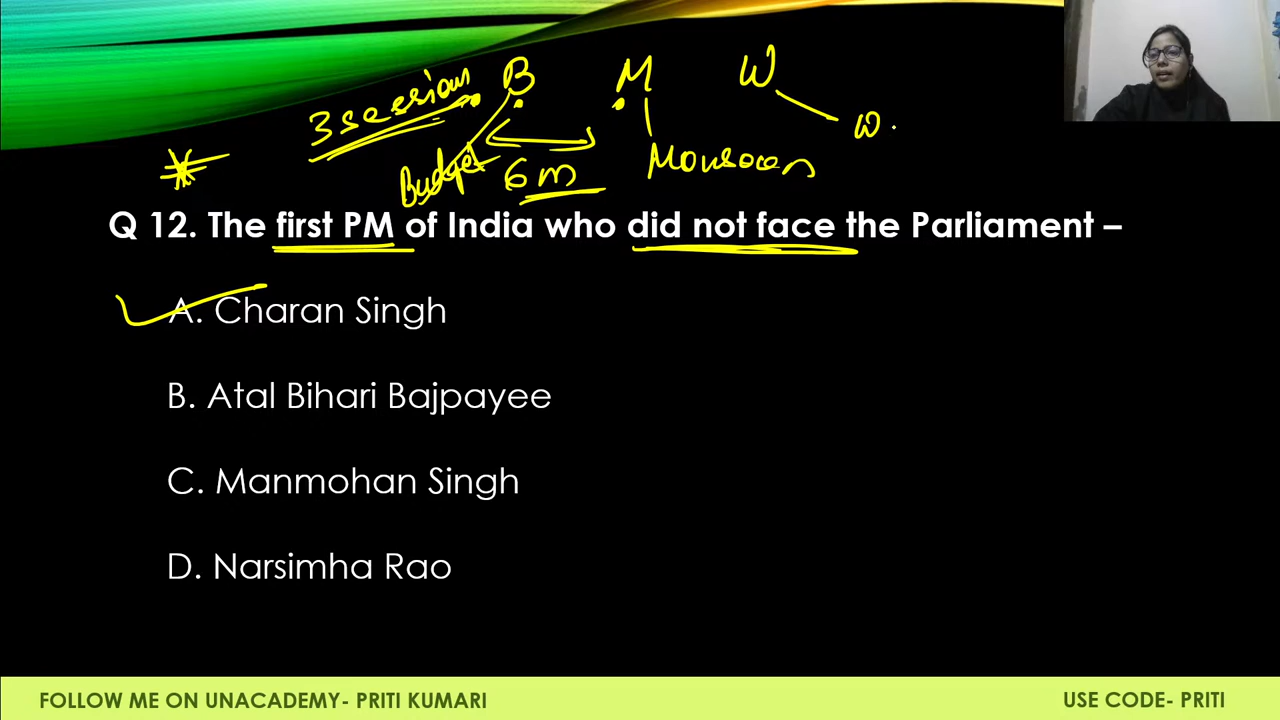 3 sessions B M W
w.
Budget 6 m Monsoon
Q 12. The first PM of India who did not face the Parliament –
A. Charan Singh
B. Atal Bihari Bajpayee
C. Manmohan Singh
D. Narsimha Rao
FOLLOW ME ON UNACADEMY- PRITI KUMARI USE CODE- PRITI